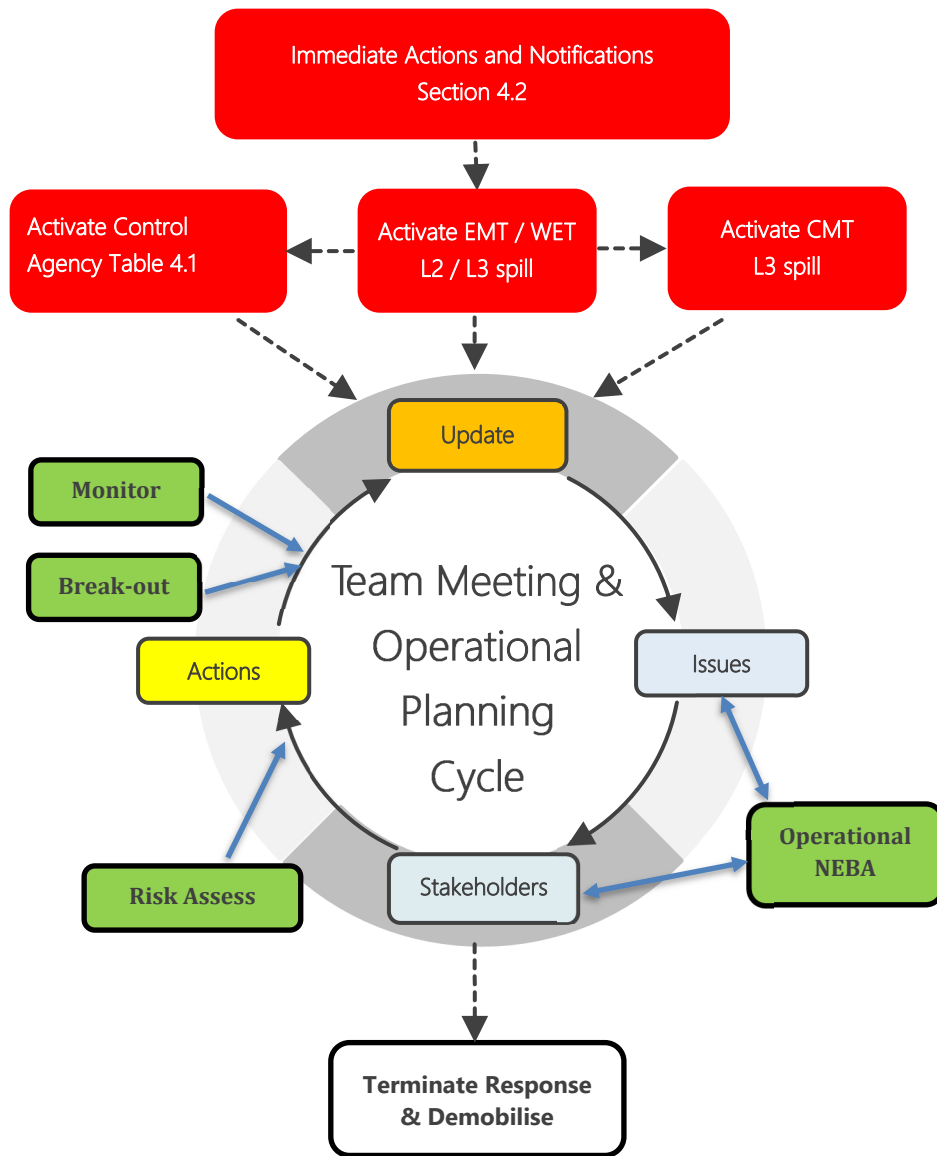 Immediate Actions and Notifications
Section 4.2
Activate Control
Agency Table 4.1
Activate EMT / WET
L2 / L3 spill
Activate CMT
L3 spill
Update
Monitor
Break-out
Team Meeting &
Operational
Planning
Cycle
Actions
Issues
Operational
NEBA
Risk Assess
Stakeholders
Terminate Response
& Demobilise